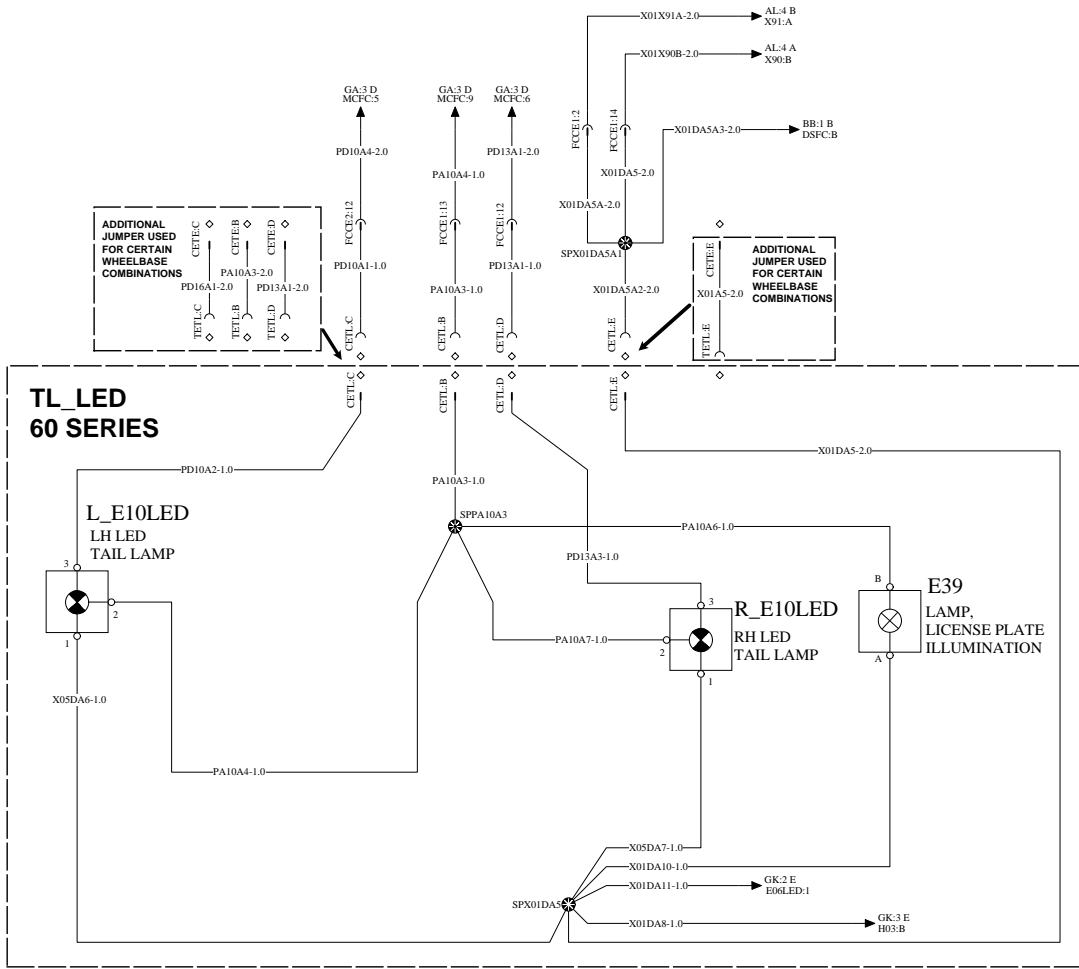 X01X91A-2.0
AL:4 B
X91:A
X01X90B-2.0
AL:4 A
X90:B
GA:3 D
MCFC:5
GA:3 D
MCFC:9
GA:3 D
MCFC:6
FCCE1:2
FCCE1:14
X01DA5A3-2.0
BB:1 B
DSFC:B
PD10A4-2.0
PA10A4-1.0
PD13A1-2.0
X01DA5-2.0
X01DA5A-2.0
FCCE2:12
FCCE1:13
FCCE1:12
SPX01DA5A1
ADDITIONAL
JUMPER USED
FOR CERTAIN
WHEELBASE
COMBINATIONS
CETE:C
CETE:B
CETE:D
PD16A1-2.0
PA10A3-2.0
PD13A1-2.0
TETL:C
TETL:B
TETL:D
PD10A1-1.0
PA10A3-1.0
PD13A1-1.0
X01DA5A2-2.0
CETE:E
X01A5-2.0
TETL:E
ADDITIONAL
JUMPER USED
FOR CERTAIN
WHEELBASE
COMBINATIONS
CETL:C
CETL:B
CETL:D
CETL:E
CETL:C
CETL:B
CETL:D
CETL:E
TL_LED
60 SERIES
X01DA5-2.0
PD10A2-1.0
PA10A3-1.0
L_E10LED
LH LED
TAIL LAMP
SPPA10A3
PA10A6-1.0
PD13A3-1.0
3
2
1
B
E39
LAMP,
LICENSE PLATE
ILLUMINATION
A
3
R_E10LED
RH LED
TAIL LAMP
2
1
PA10A7-1.0
X05DA6-1.0
PA10A4-1.0
X05DA7-1.0
X01DA10-1.0
X01DA11-1.0
GK:2 E
E06LED:1
SPX01DA5
X01DA8-1.0
GK:3 E
H03:B